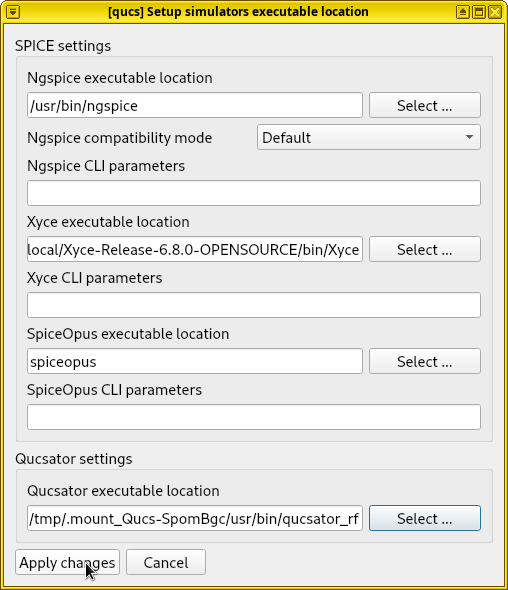 [qucs] Setup simulators executable location
SPICE settings
Ngspice executable location
/usr/bin/ngspice Select ...
Ngspice compatibility mode Default
Ngspice CLI parameters
Xyce executable location
local/Xyce-Release-6.8.0-OPENSOURCE/bin/Xyce Select ...
Xyce CLI parameters
SpiceOpus executable location
spiceopus Select ...
SpiceOpus CLI parameters
Qucsator settings
Qucsator executable location
/tmp/.mount_Qucs-SpomBgc/usr/bin/qucsator_rf Select ...
Apply changes Cancel